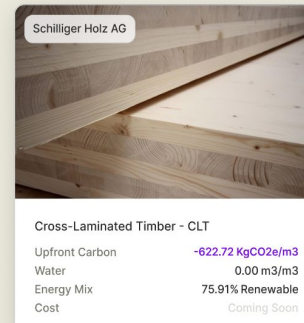 Schilliger Holz AG
Cross-Laminated Timber - CLT
Upfront Carbon -622.72 KgCO2e/m3
Water 0.00 m3/m3
Energy Mix 75.91% Renewable
Cost Coming Soon